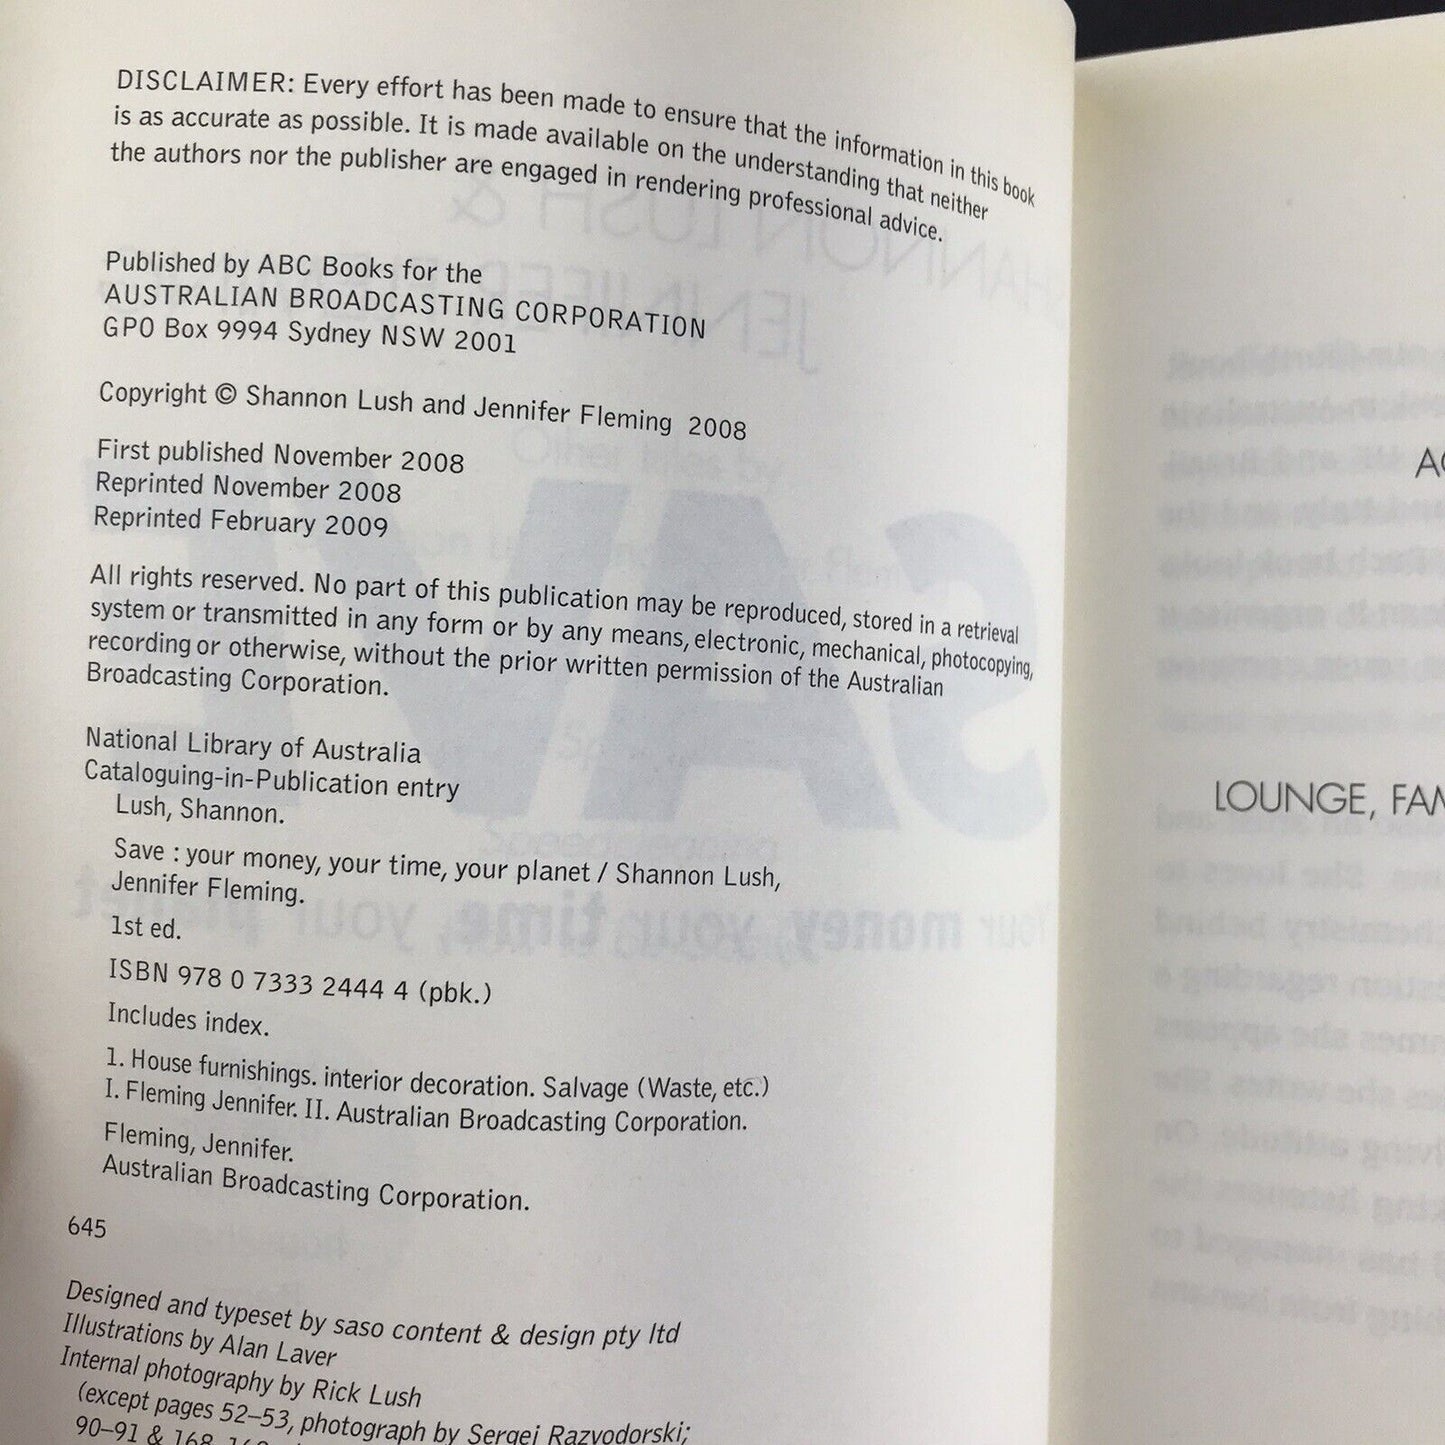 DISCLAIMER: Every effort has been made to ensure that the information in this book
is as accurate as possible. It is made available on the understanding that neither
the authors nor the publisher are engaged in rendering professional advice.
Published by ABC Books for the
AUSTRALIAN BROADCASTING CORPORATION
GPO Box 9994 Sydney NSW 2001
Copyright © Shannon Lush and Jennifer Fleming 2008
First published November 2008
Reprinted November 2008
Reprinted February 2009
All rights reserved. No part of this publication may be reproduced, stored in a retrieval
system or transmitted in any form or by any means, electronic, mechanical, photocopying,
recording or otherwise, without the prior written permission of the Australian
Broadcasting Corporation.
National Library of Australia
Cataloguing-in-Publication entry
Lush, Shannon.
Save : your money, your time, your planet / Shannon Lush,
Jennifer Fleming.
1st ed.
ISBN 978 0 7333 2444 4 (pbk.)
Includes index.
1. House furnishings. interior decoration. Salvage (Waste, etc.)
I. Fleming Jennifer. II. Australian Broadcasting Corporation.
Fleming, Jennifer.
Australian Broadcasting Corporation.
645
Designed and typeset by saso content & design pty ltd
Illustrations by Alan Laver
Internal photography by Rick Lush
(except pages 52–53, photograph by Sergei Razvodorski;
90–91 & 168
LOUNGE,